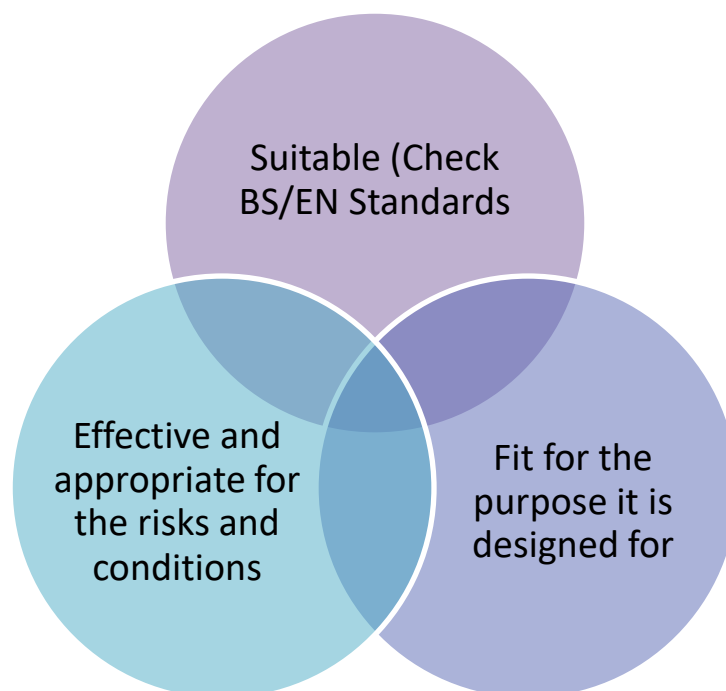 Suitable (Check
BS/EN Standards
Effective and
appropriate for
the risks and
conditions
Fit for the
purpose it is
designed for